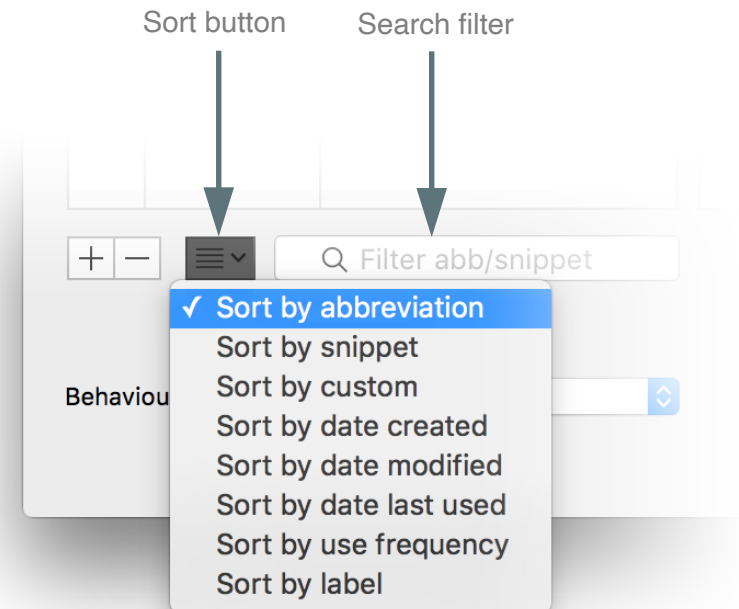 Sort button
Search filter
Filter abb/snippet
✓ Sort by abbreviation
Sort by snippet
Sort by custom
Behaviou
Sort by date created
Sort by date modified
Sort by date last used
Sort by use frequency
Sort by label